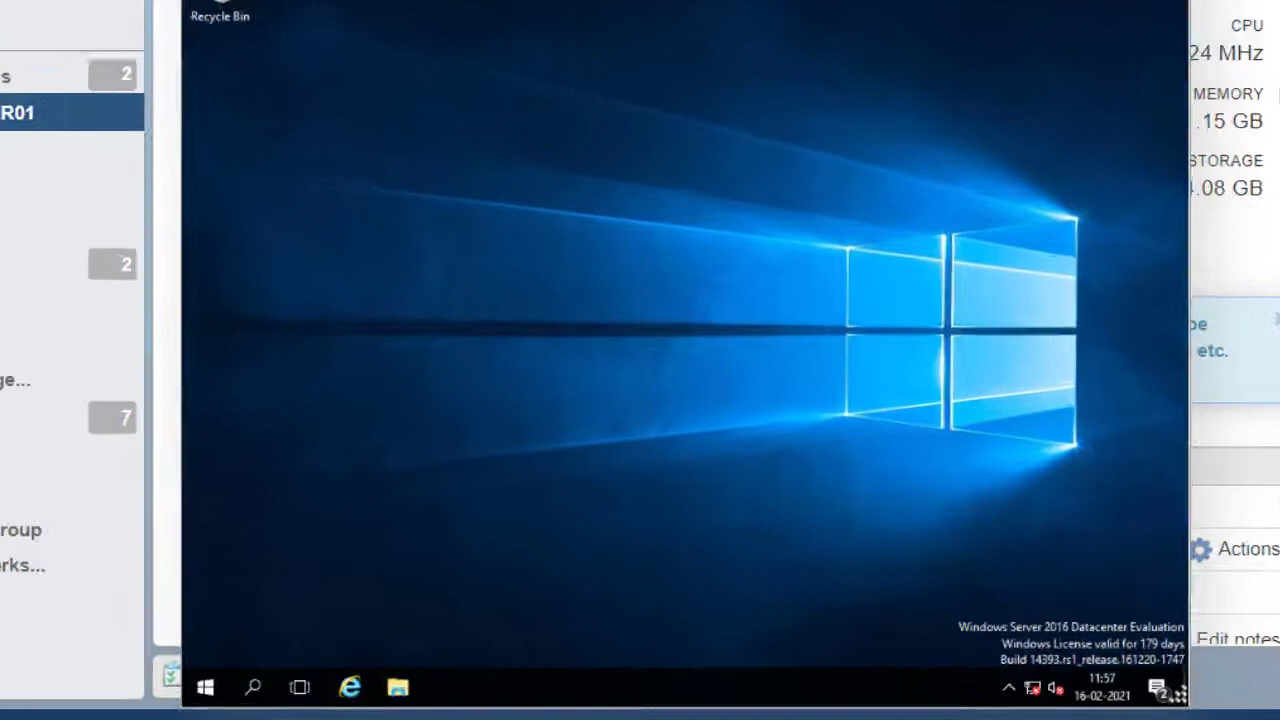 Recycle Bin
s
2
R01
2
ge...
7
roup
rks...
CPU
24 MHz
MEMORY
.15 GB
STORAGE
.08 GB
etc.
Actions
Edit notes
Windows Server 2016 Datacenter Evaluation
Windows License valid for 179 days
Build 14393.rs1_release.161220-1747
11:57
16-02-2021
2